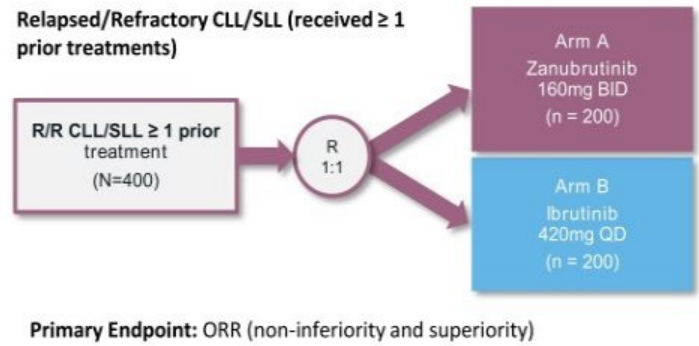 Relapsed/Refractory CLL/SLL (received ≥ 1
prior treatments)
R/R CLL/SLL ≥ 1 prior
treatment
(N=400)
R
1:1
Arm A
Zanubrutinib
160mg BID
(n = 200)
Arm B
Ibrutinib
420mg QD
(n = 200)
Primary Endpoint: ORR (non-inferiority and superiority)